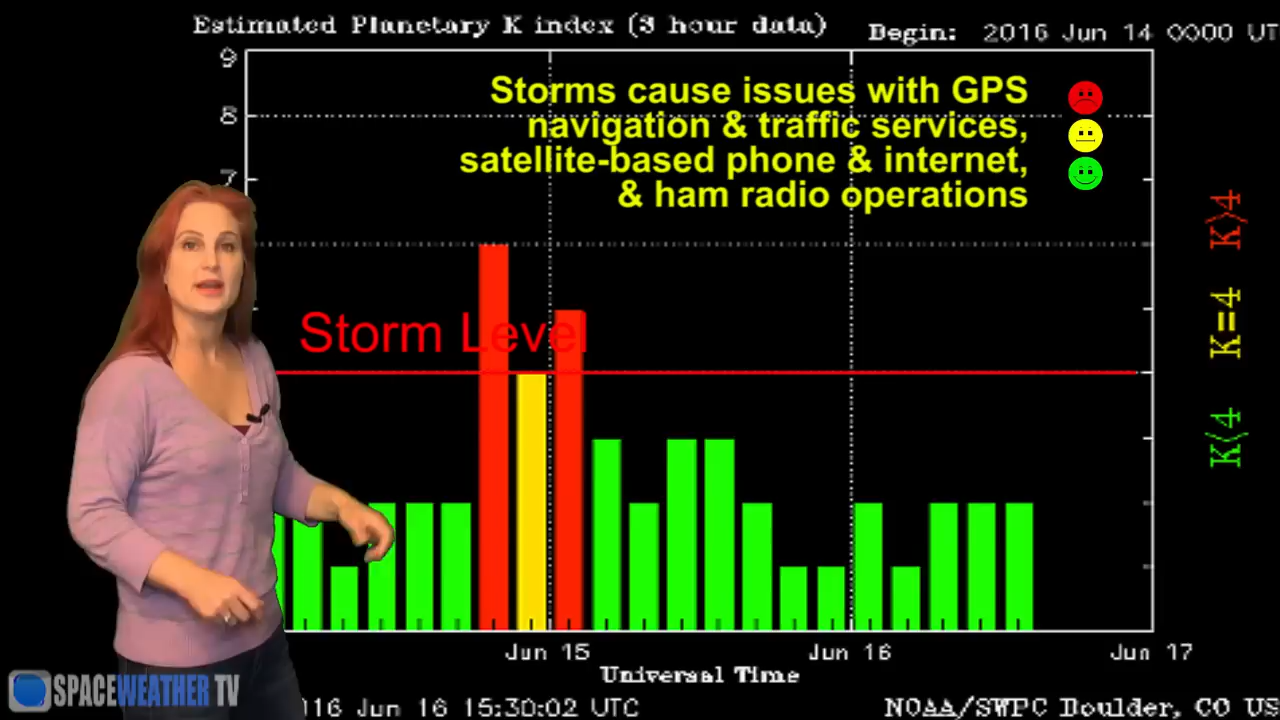 Estimated Planetary K index (3 hour data)
Begin: 2016 Jun 14 0000 UT
9
8
7
Storms cause issues with GPS
navigation & traffic services,
satellite-based phone & internet,
& ham radio operations
Storm Level
K>4
K=4
K<4
Jun 15
Jun 16
Jun 17
Universal Time
16 Jun 16 15:30:02 UTC
NOAA/SWPC Boulder, CO US
SPACEWEATHER TV